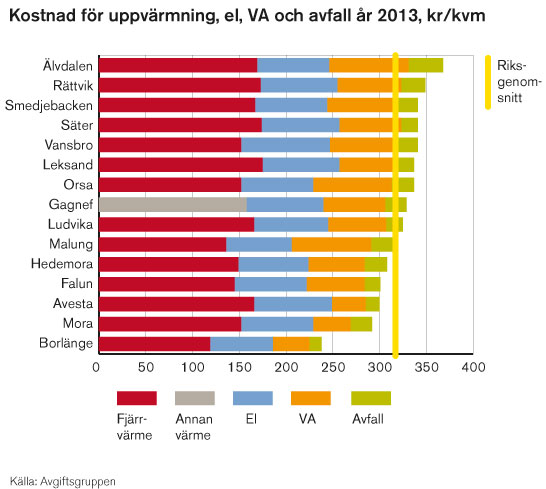 Kostnad för uppvärmning, el, VA och avfall år 2013, kr/kvm
Älvdalen
Rättvik
Smedjebacken
Säter
Vansbro
Leksand
Orsa
Gagnef
Ludvika
Malung
Hedemora
Falun
Avesta
Mora
Borlänge
Riks-
genom-
snitt
0 50 100 150 200 250 300 350 400
Fjärr-
värme
Annan
värme
El
VA
Avfall
Källa: Avgiftsgruppen